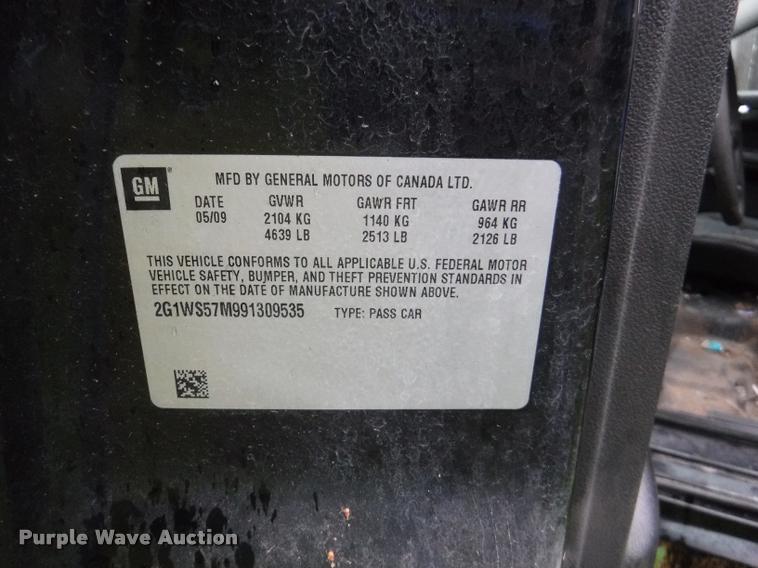 GM
MFD BY GENERAL MOTORS OF CANADA LTD.
DATE GVWR GAWR FRT GAWR RR
05/09 2104 KG 1140 KG 964 KG
4639 LB 2513 LB 2126 LB
THIS VEHICLE CONFORMS TO ALL APPLICABLE U.S. FEDERAL MOTOR
VEHICLE SAFETY, BUMPER, AND THEFT PREVENTION STANDARDS IN
EFFECT ON THE DATE OF MANUFACTURE SHOWN ABOVE.
2G1WS57M991309535 TYPE: PASS CAR
Purple Wave Auction